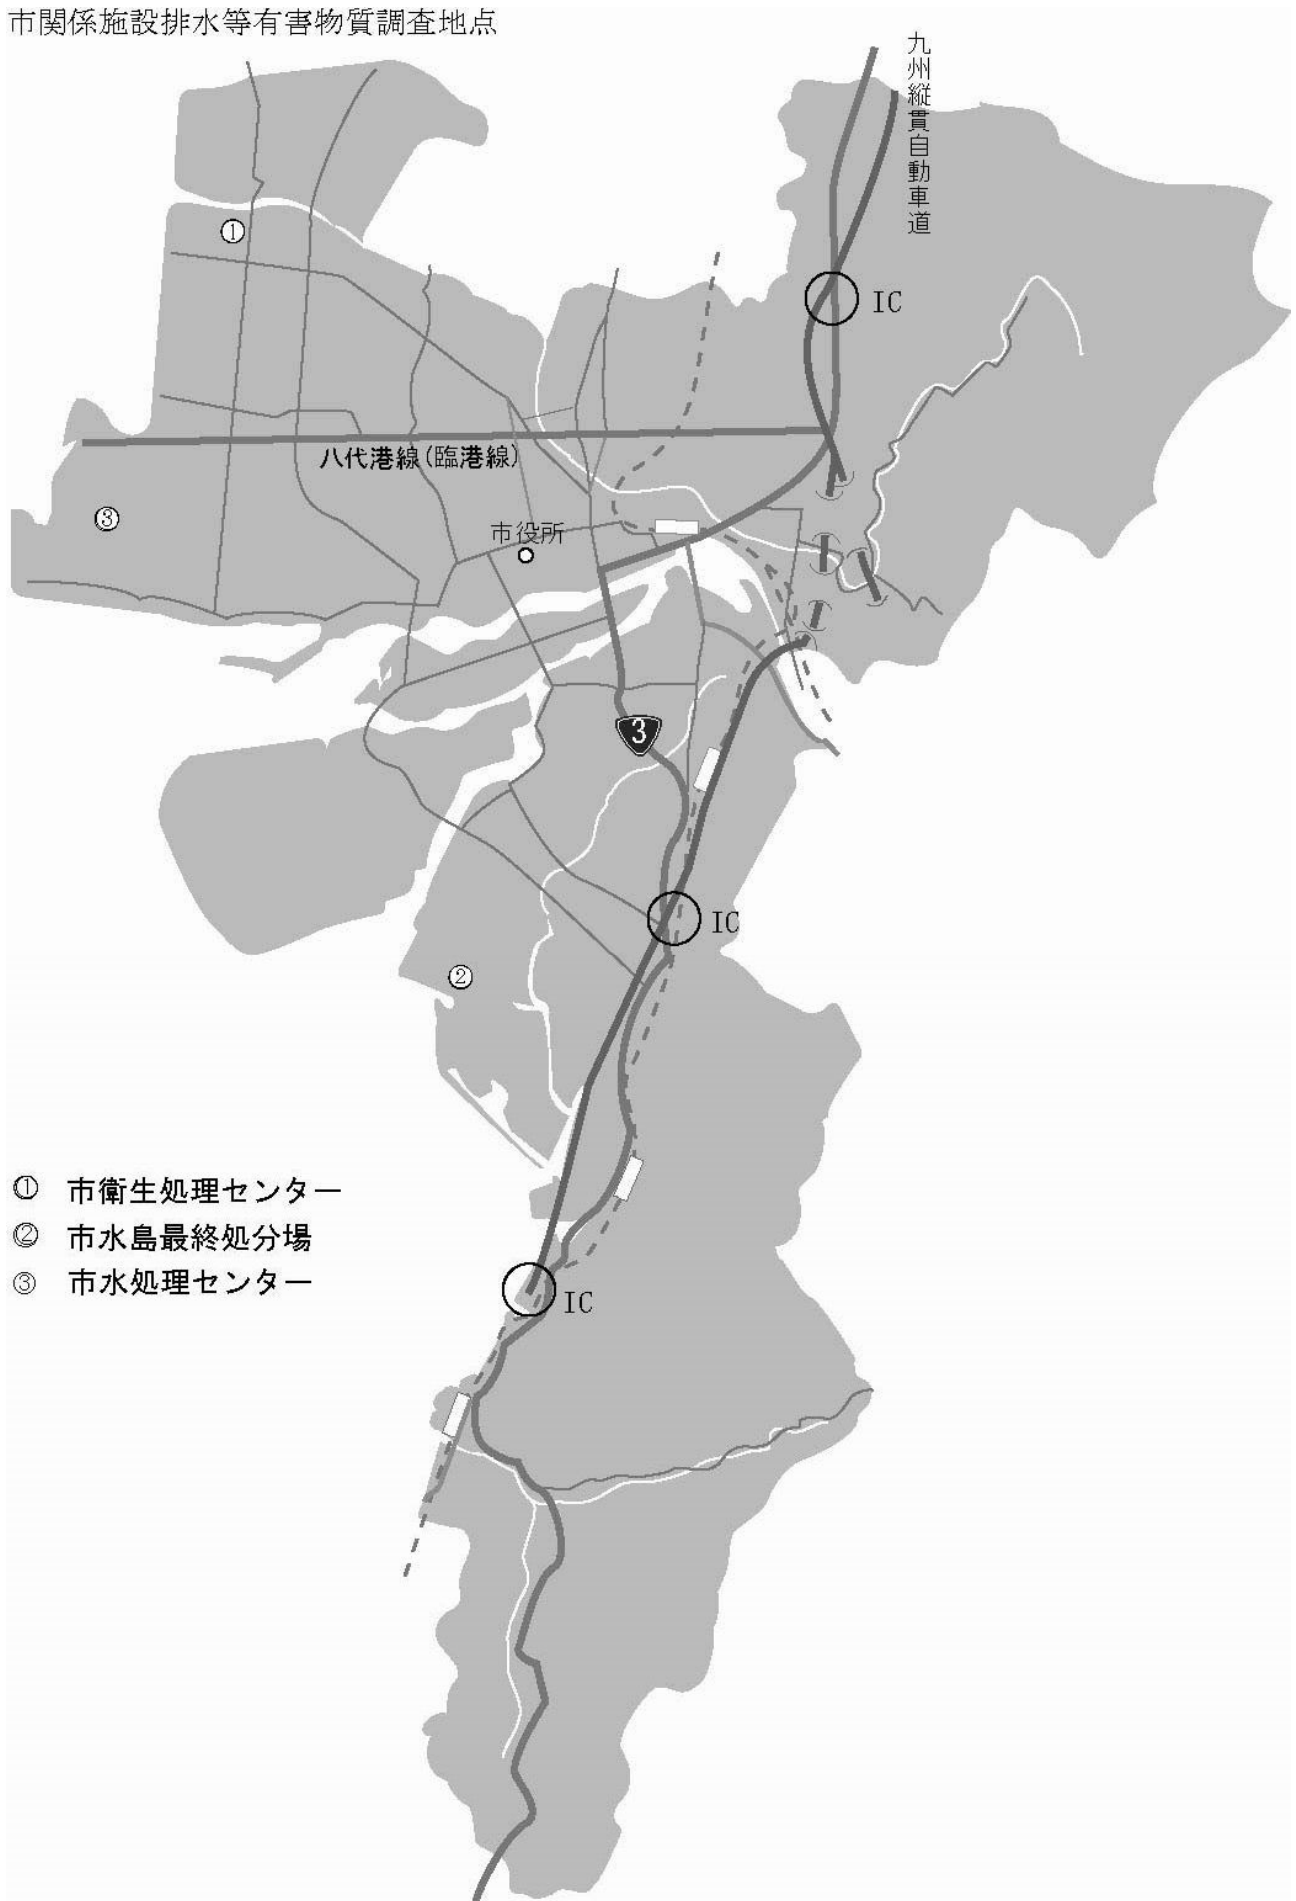 市関係施設排水等有害物質調査地点
九州縦貫自動車道
①
IC
八代港線(臨港線)
③
市役所
3
IC
②
① 市衛生処理センター
② 市水島最終処分場
③ 市水処理センター
IC